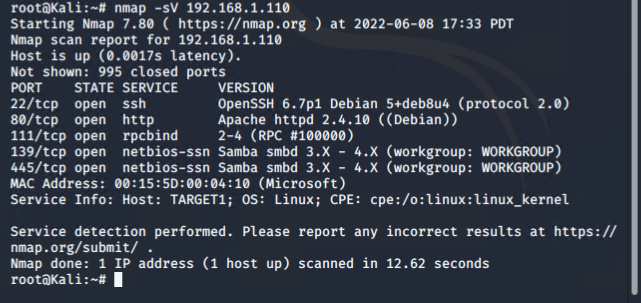 root@Kali:~# nmap -sV 192.168.1.110
Starting Nmap 7.80 ( https://nmap.org ) at 2022-06-08 17:33 PDT
Nmap scan report for 192.168.1.110
Host is up (0.0017s latency).
Not shown: 995 closed ports
PORT    STATE SERVICE     VERSION
22/tcp  open  ssh         OpenSSH 6.7p1 Debian 5+deb8u4 (protocol 2.0)
80/tcp  open  http        Apache httpd 2.4.10 ((Debian))
111/tcp open  rpcbind     2-4 (RPC #100000)
139/tcp open  netbios-ssn Samba smbd 3.X - 4.X (workgroup: WORKGROUP)
445/tcp open  netbios-ssn Samba smbd 3.X - 4.X (workgroup: WORKGROUP)
MAC Address: 00:15:5D:00:04:10 (Microsoft)
Service Info: Host: TARGET1; OS: Linux; CPE: cpe:/o:linux:linux_kernel
Service detection performed. Please report any incorrect results at https://
nmap.org/submit/ .
Nmap done: 1 IP address (1 host up) scanned in 12.62 seconds
root@Kali:~#